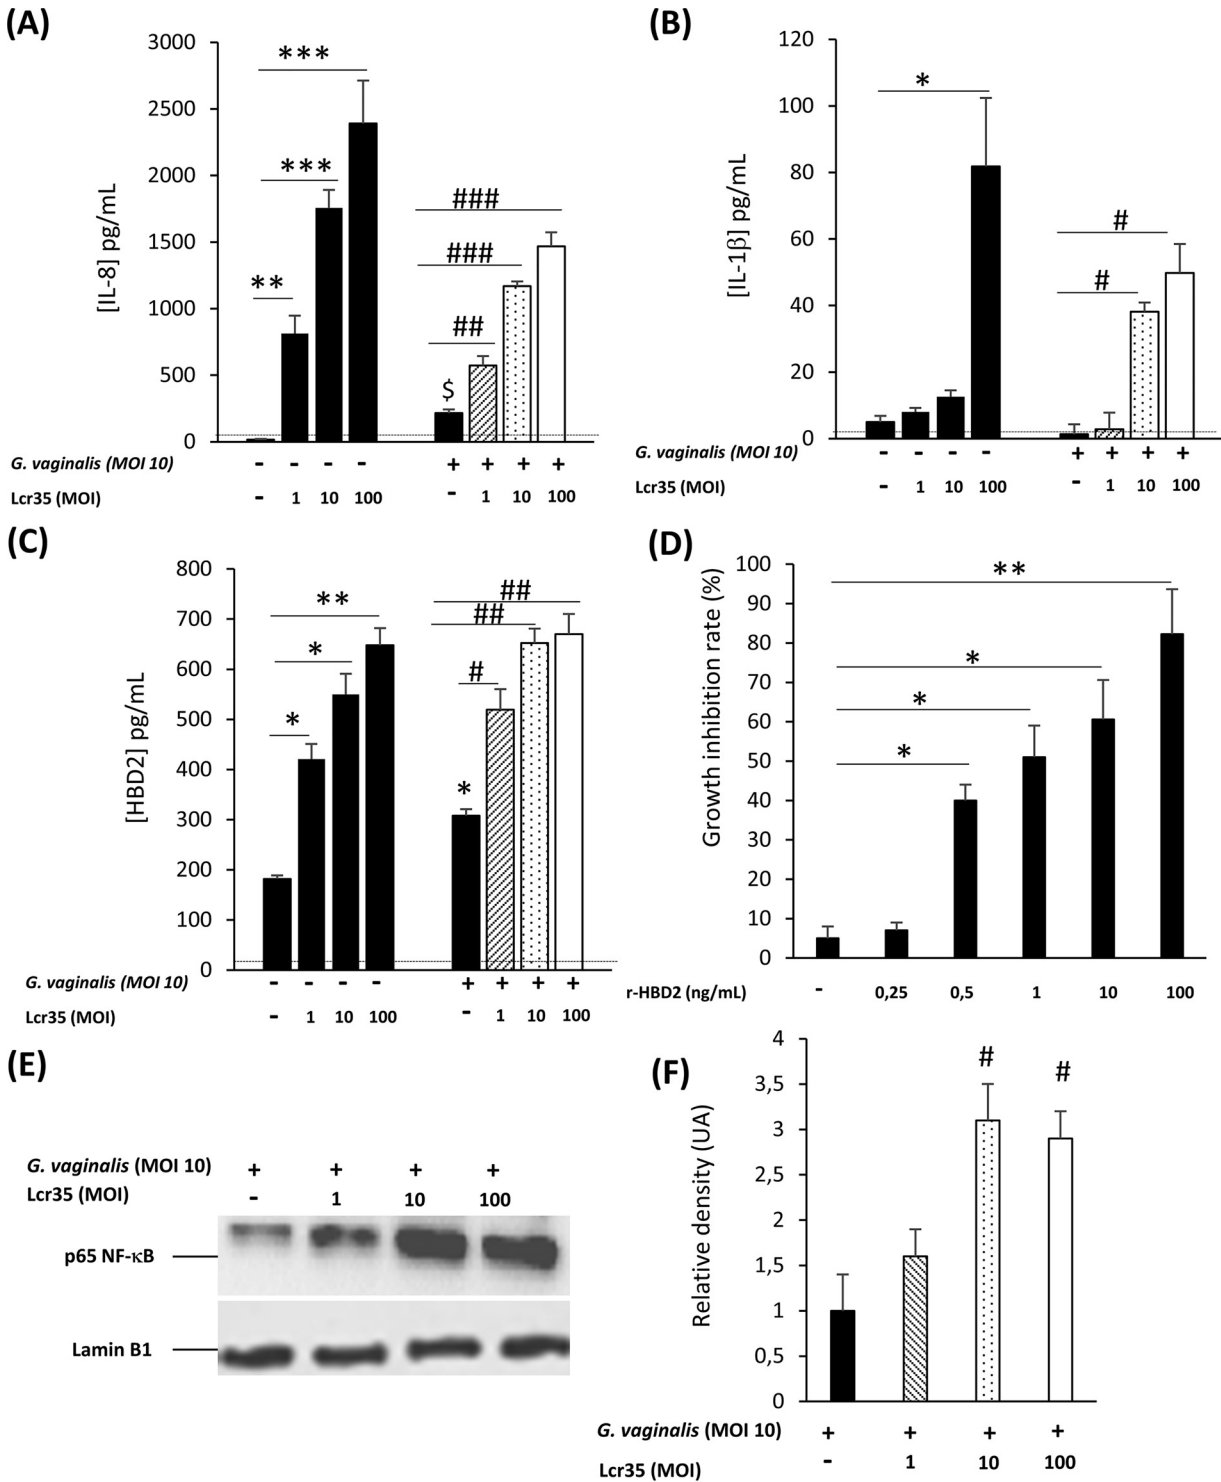 (A)
3000
2500
2000
1500
1000
500
0
[IL-8] pg/mL
***
***
**
###
###
##
$
G. vaginalis (MOI 10)
- - - - + + + +
Lcr35 (MOI)
- 1 10 100 - 1 10 100
(B)
120
100
80
60
40
20
0
[IL-1β] pg/mL
*
#
#
G. vaginalis (MOI 10)
- - - - + + + +
Lcr35 (MOI)
- 1 10 100 - 1 10 100
(C)
800
700
600
500
400
300
200
100
0
[HBD2] pg/mL
**
*
*
##
##
#
*
G. vaginalis (MOI 10)
- - - - + + + +
Lcr35 (MOI)
- 1 10 100 - 1 10 100
(D)
100
90
80
70
60
50
40
30
20
10
0
Growth inhibition rate (%)
**
*
*
*
r-HBD2 (ng/mL)
- 0,25 0,5 1 10 100
(E)
G. vaginalis (MOI 10) + + + +
Lcr35 (MOI) - 1 10 100
p65 NF-κB
Lamin B1
(F)
4
3,5
3
2,5
2
1,5
1
0,5
0
Relative density (UA)
#
#
G. vaginalis (MOI 10) + + + +
Lcr35 (MOI) - 1 10 100